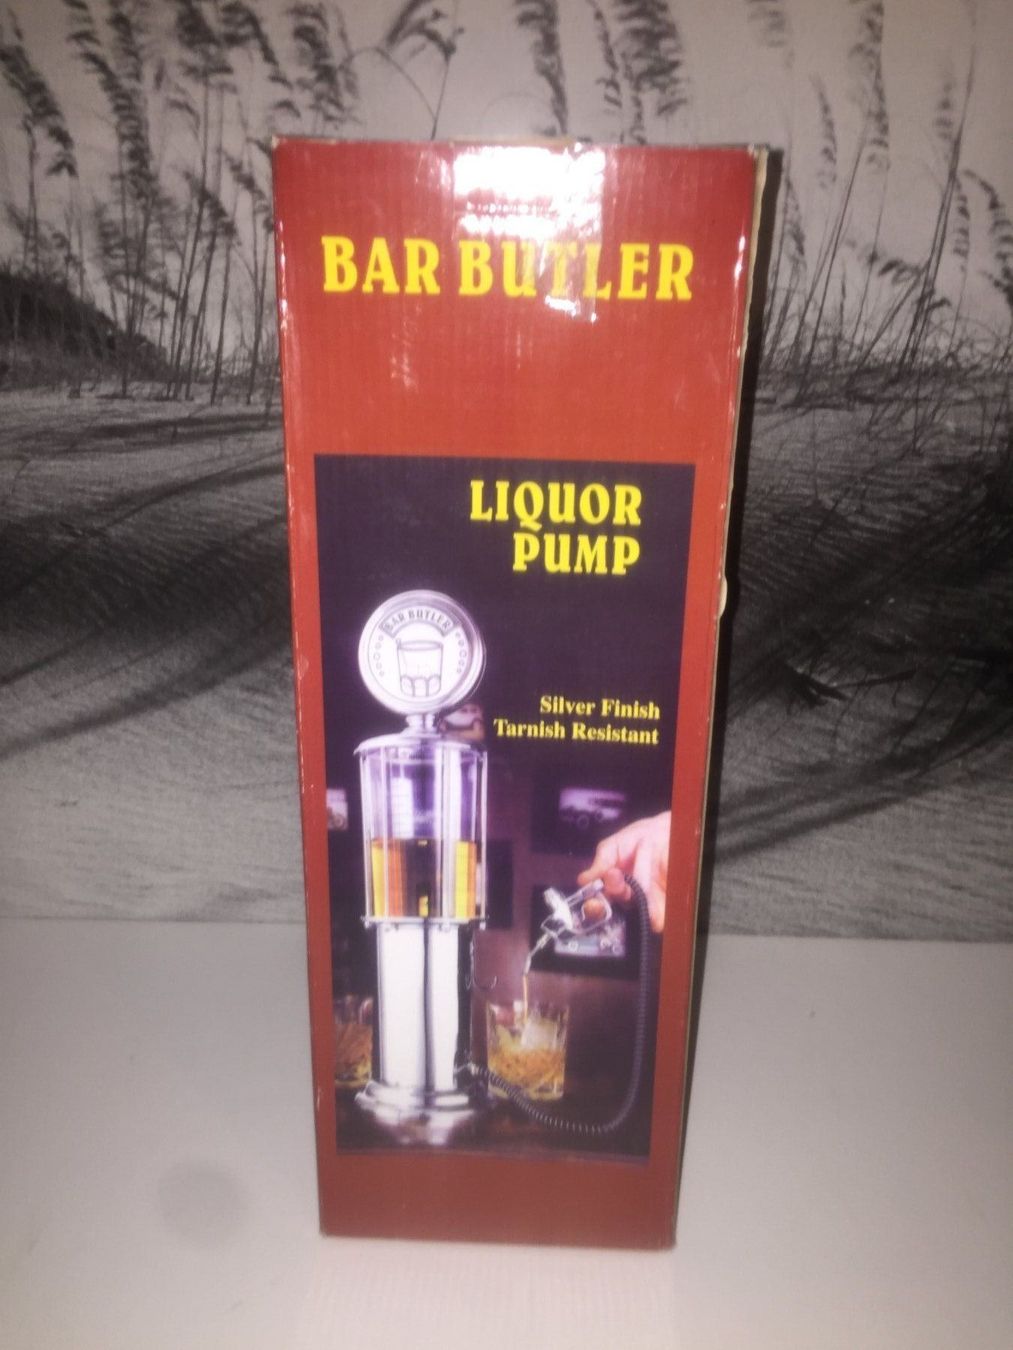 BAR BUTLER
LIQUOR
PUMP
BAR BUTLER
Silver Finish
Tarnish Resistant